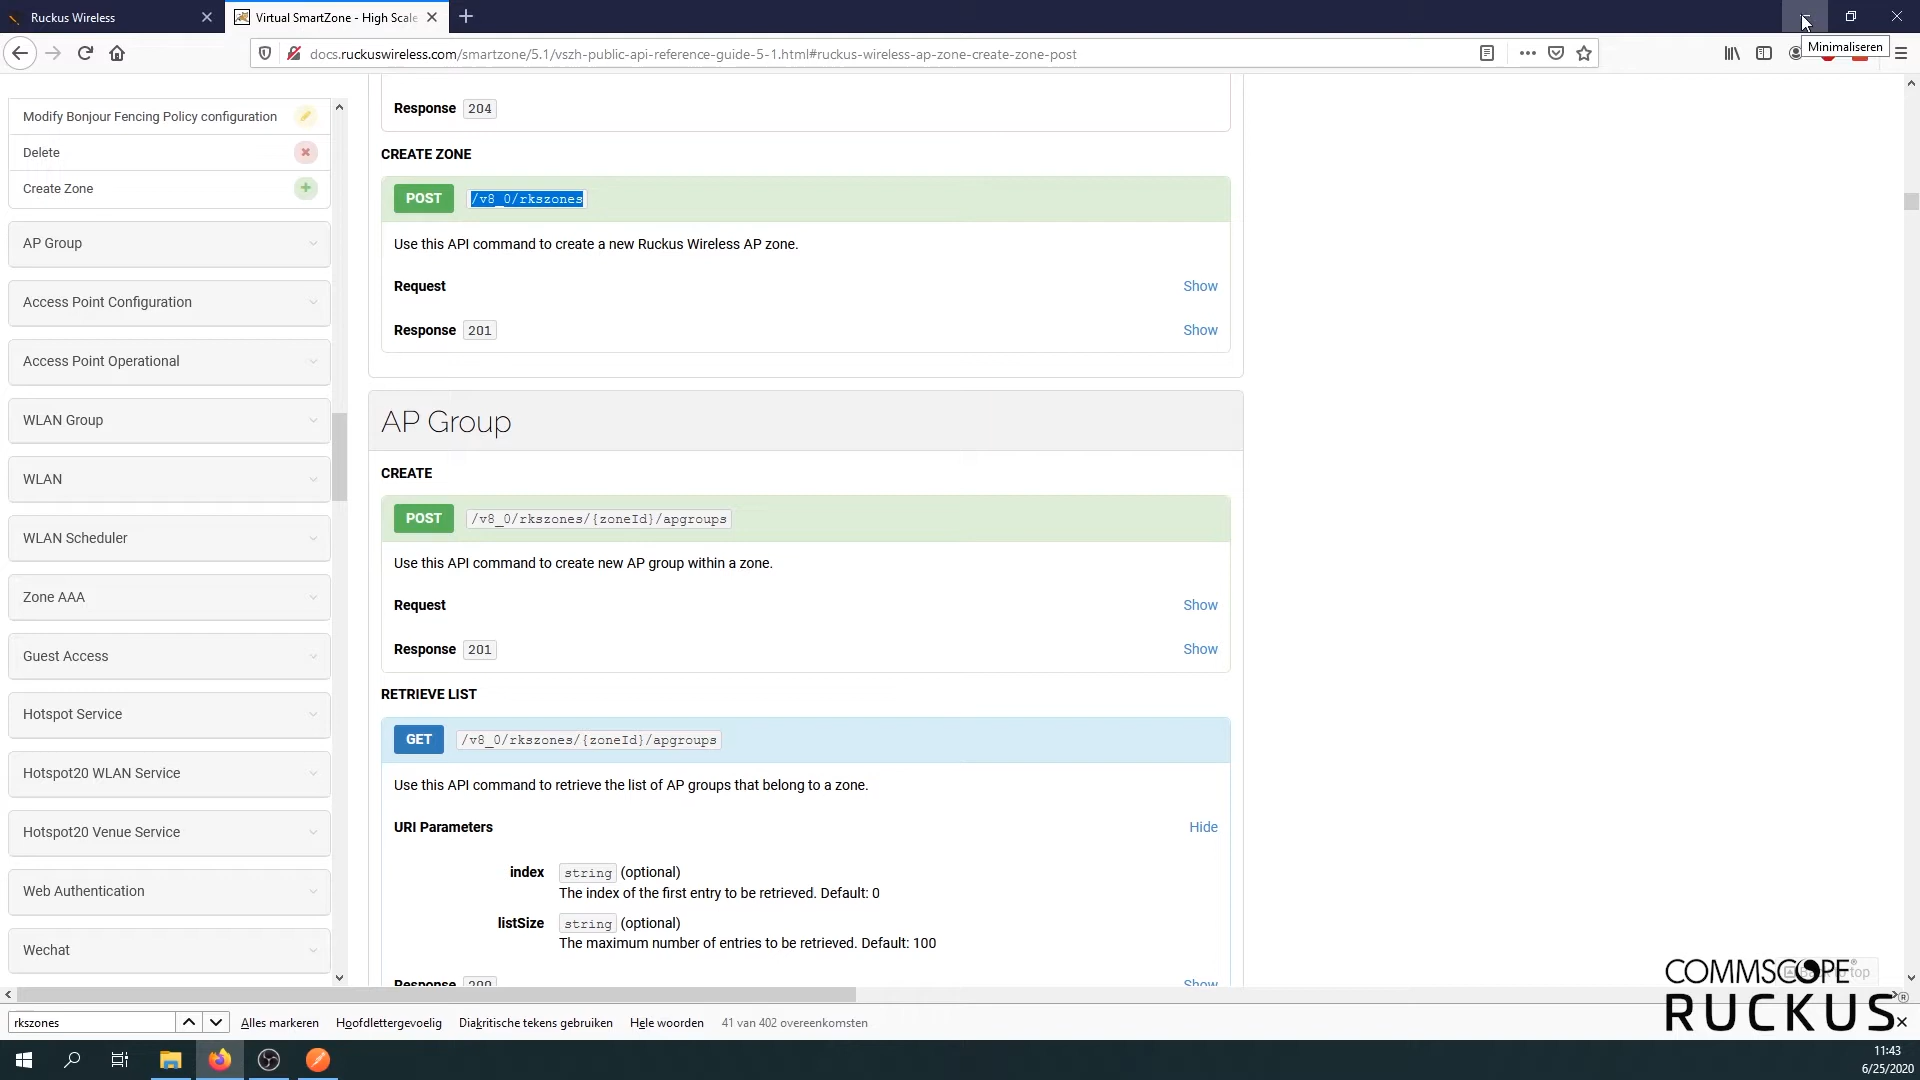 Ruckus Wireless
Virtual SmartZone - High Scale
docs.ruckuswireless.com/smartzone/5.1/vszh-public-api-reference-guide-5-1.html#ruckus-wireless-ap-zone-create-zone-post
Minimaliseren
Modify Bonjour Fencing Policy configuration
Delete
Create Zone
AP Group
Access Point Configuration
Access Point Operational
WLAN Group
WLAN
WLAN Scheduler
Zone AAA
Guest Access
Hotspot Service
Hotspot20 WLAN Service
Hotspot20 Venue Service
Web Authentication
Wechat
Response 204
CREATE ZONE
POST /v8_0/rkszones
Use this API command to create a new Ruckus Wireless AP zone.
Request Show
Response 201 Show
AP Group
CREATE
POST /v8_0/rkszones/{zoneId}/apgroups
Use this API command to create new AP group within a zone.
Request Show
Response 201 Show
RETRIEVE LIST
GET /v8_0/rkszones/{zoneId}/apgroups
Use this API command to retrieve the list of AP groups that belong to a zone.
URI Parameters Hide
index string (optional)
The index of the first entry to be retrieved. Default: 0
listSize string (optional)
The maximum number of entries to be retrieved. Default: 100
Response 200 Show
COMMSCOPE®
RUCKUS®
rkszones Alles markeren Hoofdlettergevoelig Diakritische tekens gebruiken Hele woorden 41 van 402 overeenkomsten
11:43
6/25/2020